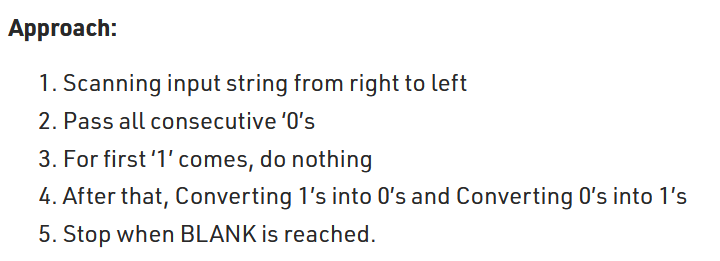 Approach:
1. Scanning input string from right to left
2. Pass all consecutive ‘0’s
3. For first ‘1’ comes, do nothing
4. After that, Converting 1’s into 0’s and Converting 0’s into 1’s
5. Stop when BLANK is reached.